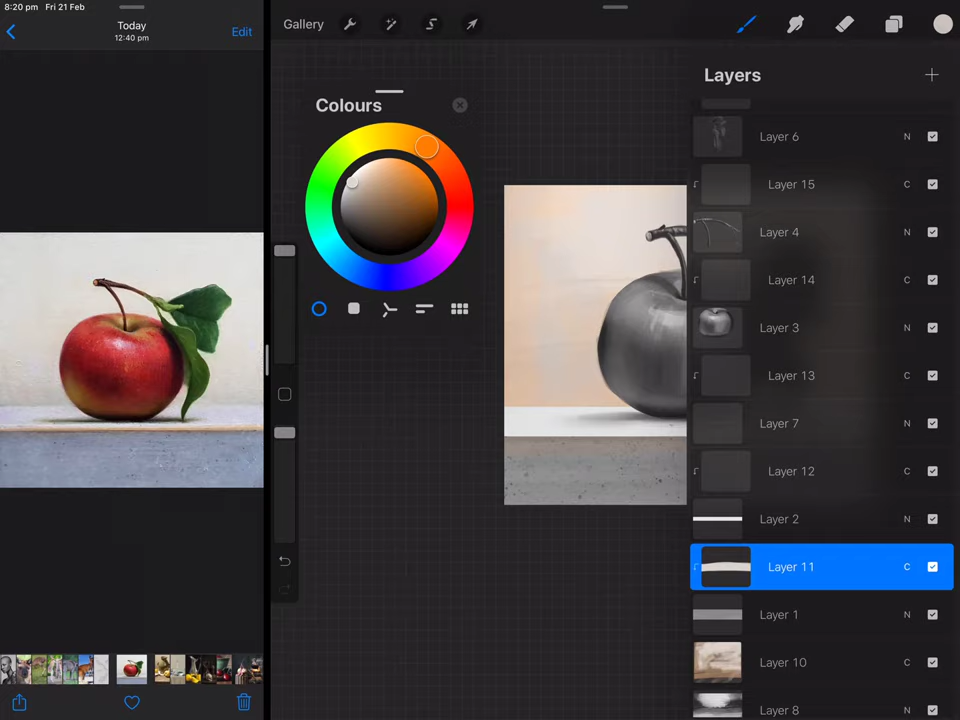 8:20 pm Fri 21 Feb
Today
12:40 pm
Edit
Gallery
Colours
Layers
Layer 6 N
Layer 15 C
Layer 4 N
Layer 14 C
Layer 3 N
Layer 13 C
Layer 7 N
Layer 12 C
Layer 2 N
Layer 11 C
Layer 1 N
Layer 10 C
Layer 8 N